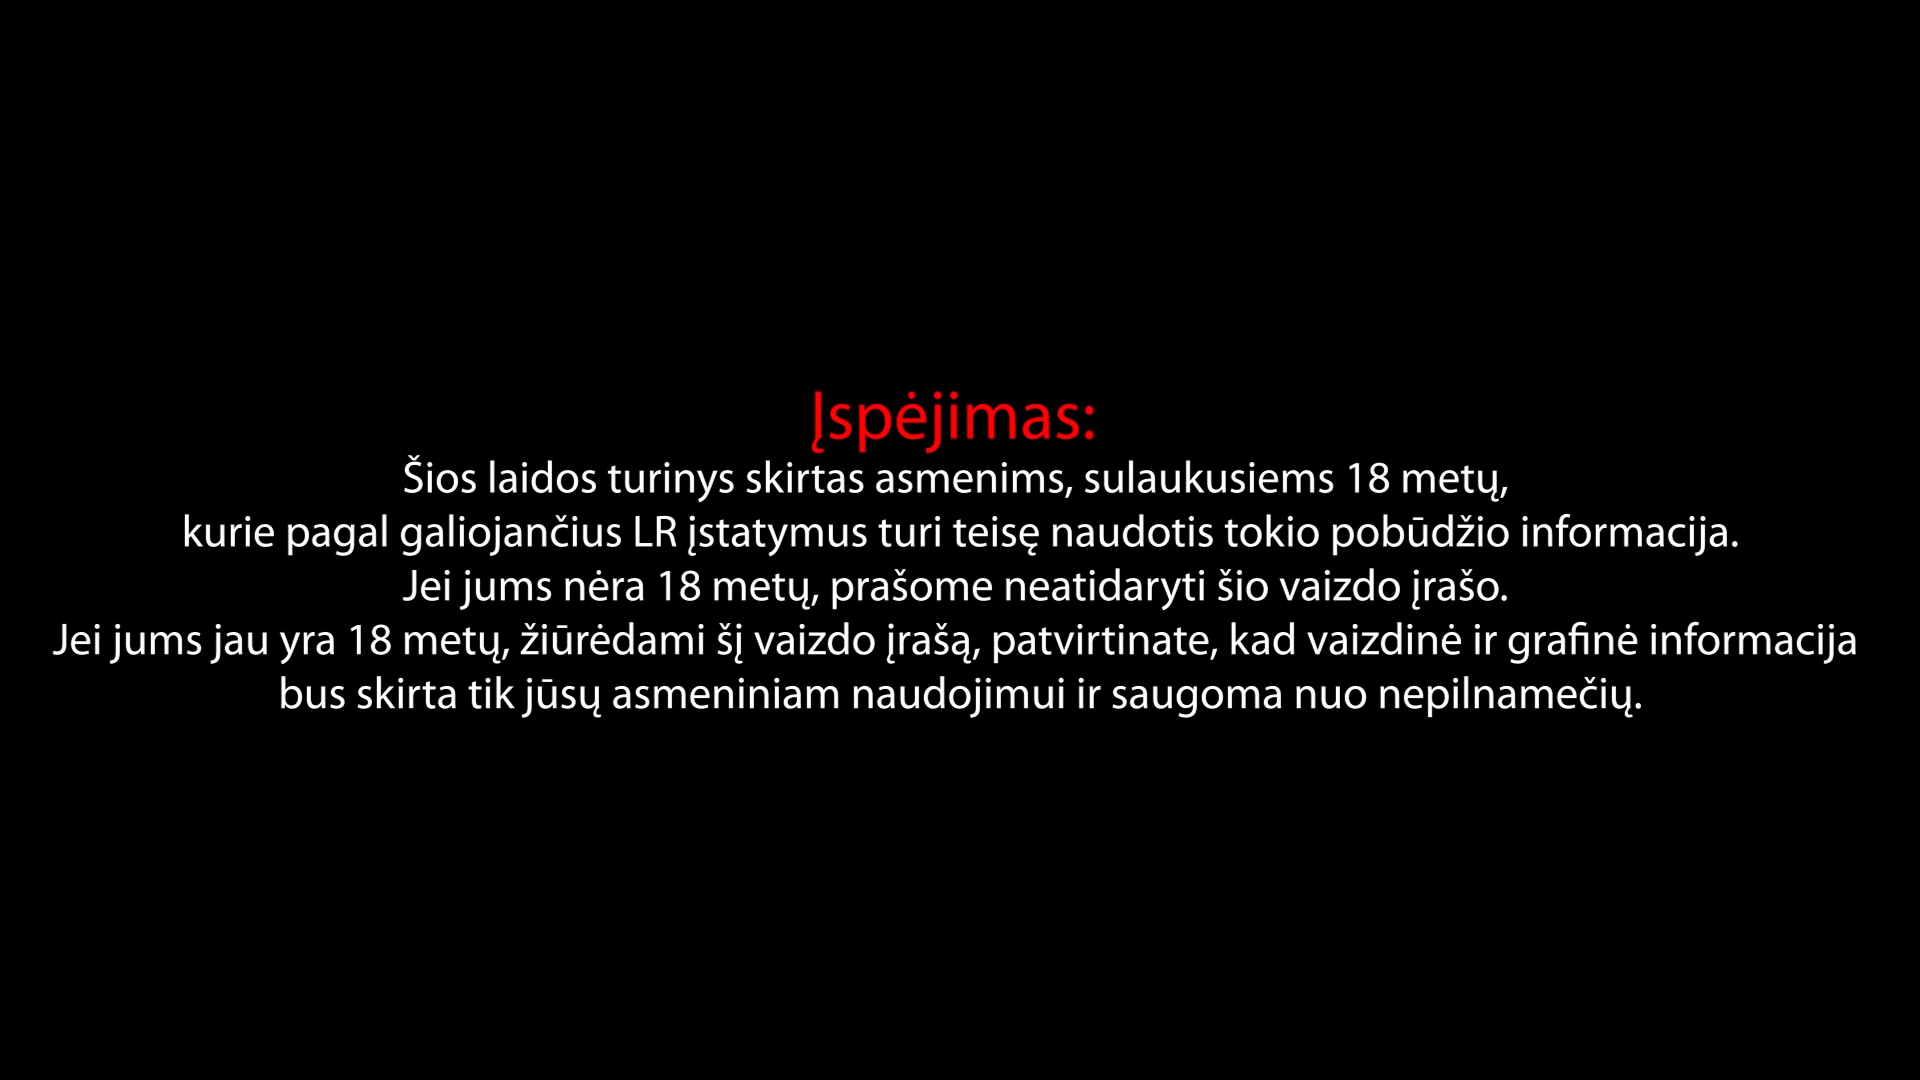 Įspėjimas:
Šios laidos turinys skirtas asmenims, sulaukusiems 18 metų,
kurie pagal galiojančius LR įstatymus turi teisę naudotis tokio pobūdžio informacija.
Jei jums nėra 18 metų, prašome neatidaryti šio vaizdo įrašo.
Jei jums jau yra 18 metų, žiūrėdami šį vaizdo įrašą, patvirtinate, kad vaizdinė ir grafinė informacija
bus skirta tik jūsų asmeniniam naudojimui ir saugoma nuo nepilnamečių.